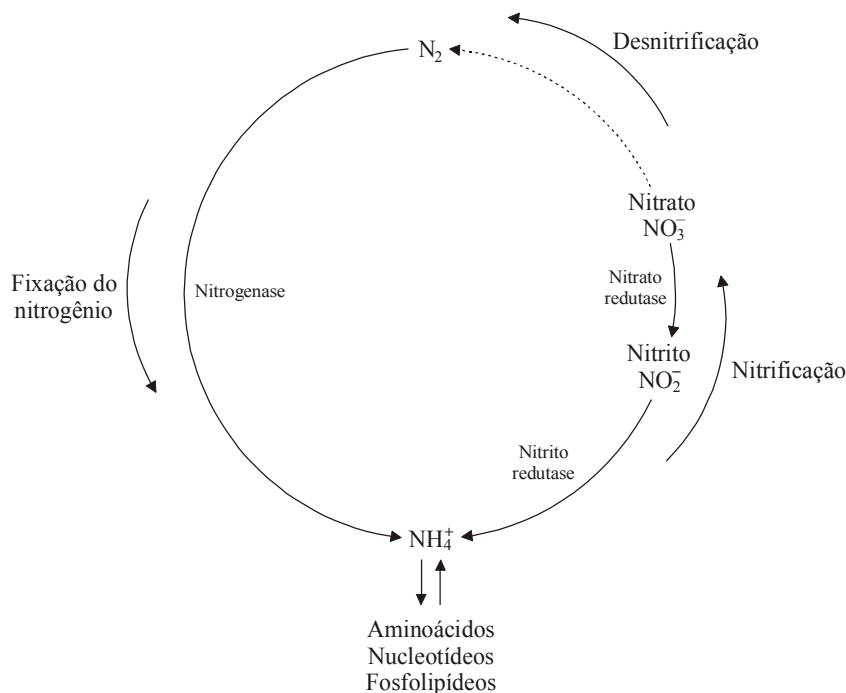 Desnitrificação
N₂
Nitrato
NO₃⁻
Nitrato
redutase
Fixação do
nitrogênio
Nitrogenase
Nitrito
NO₂⁻
Nitrificação
Nitrito
redutase
NH₄⁺
Aminoácidos
Nucleotídeos
Fosfolipídeos